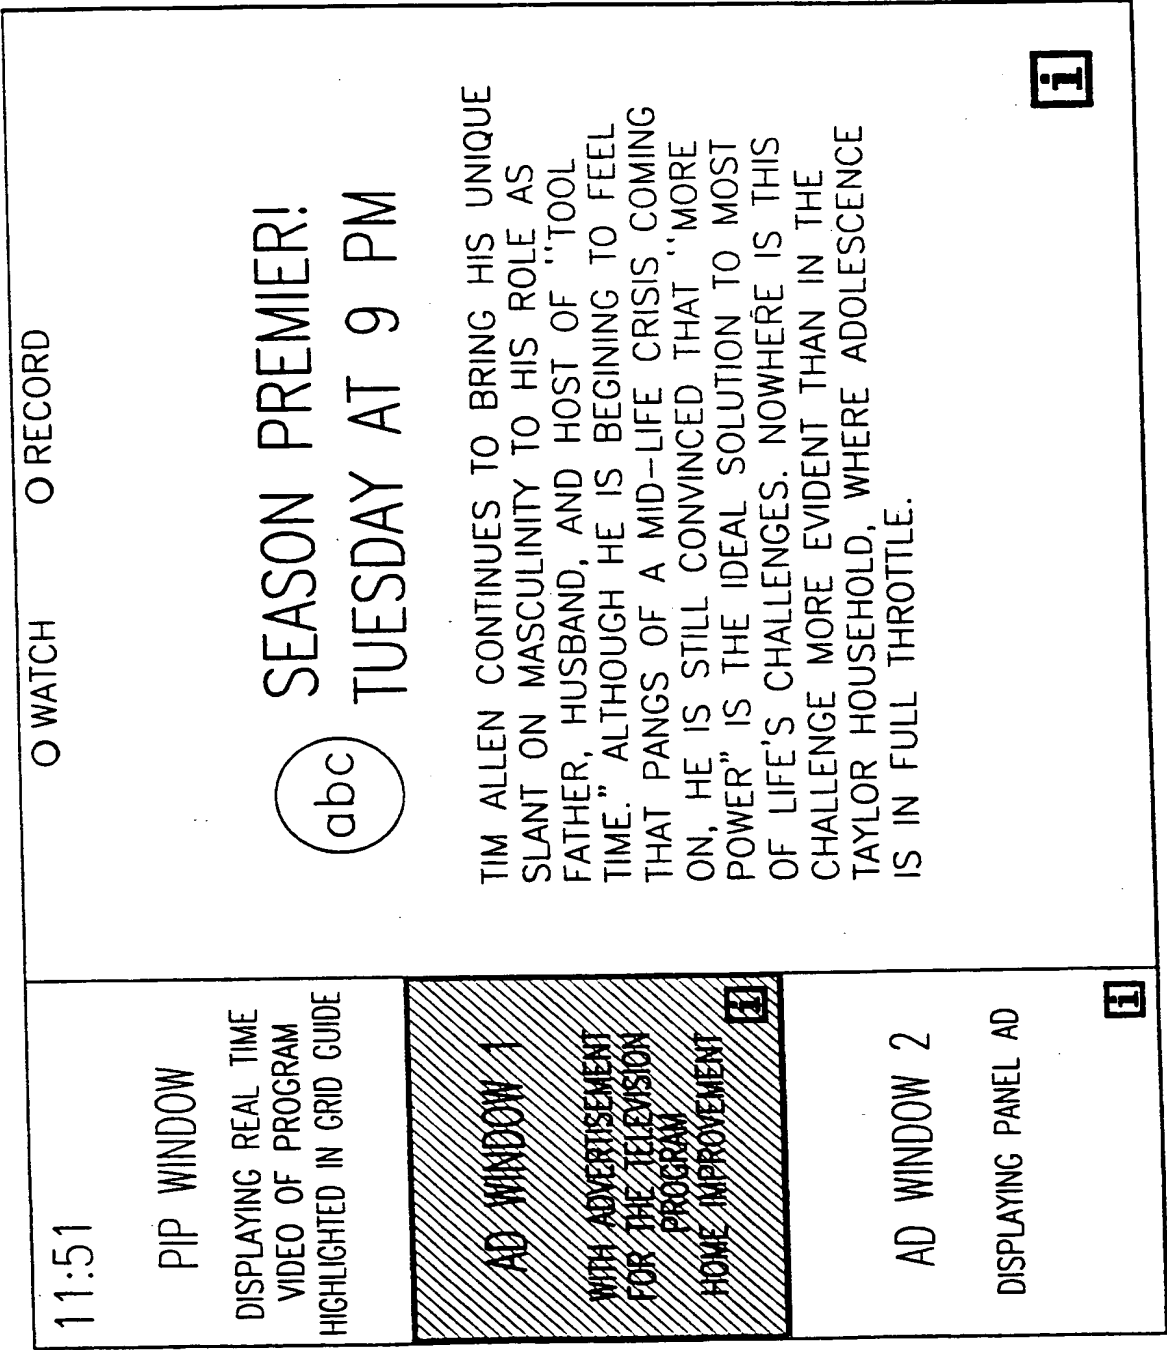 11:51
PIP WINDOW
DISPLAYING REAL TIME
VIDEO OF PROGRAM
HIGHLIGHTED IN GRID GUIDE
AD WINDOW 1
WITH ADVERTISEMENT
FOR THE TELEVISION
PROGRAM
HOME IMPROVEMENT
i
AD WINDOW 2
DISPLAYING PANEL AD
i
O WATCH O RECORD
abc
SEASON PREMIER!
TUESDAY AT 9 PM
TIM ALLEN CONTINUES TO BRING HIS UNIQUE
SLANT ON MASCULINITY TO HIS ROLE AS
FATHER, HUSBAND, AND HOST OF ''TOOL
TIME.” ALTHOUGH HE IS BEGINING TO FEEL
THAT PANGS OF A MID-LIFE CRISIS COMING
ON, HE IS STILL CONVINCED THAT ''MORE
POWER” IS THE IDEAL SOLUTION TO MOST
OF LIFE'S CHALLENGES. NOWHERE IS THIS
CHALLENGE MORE EVIDENT THAN IN THE
TAYLOR HOUSEHOLD, WHERE ADOLESCENCE
IS IN FULL THROTTLE.
i